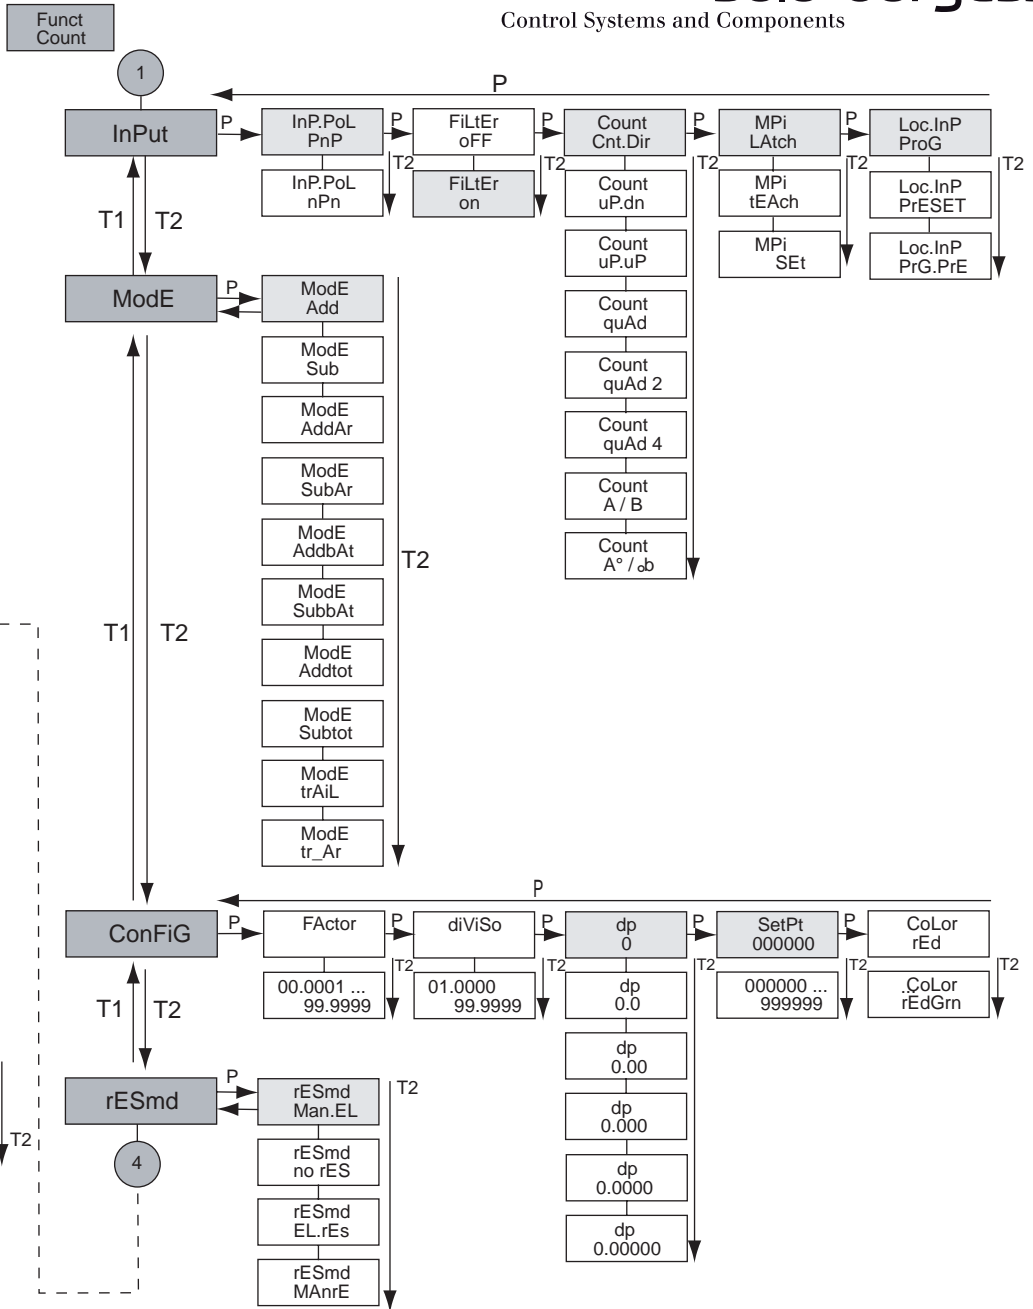 Control Systems and Components
Funct
Count
1
P
InPut
P
InP.PoL
PnP
P
FiLtEr
oFF
P
Count
Cnt.Dir
P
MPi
LAtch
P
Loc.InP
ProG
T2
T2
T2
T2
T2
InP.PoL
nPn
FiLtEr
on
Count
uP.dn
MPi
tEAch
Loc.InP
PrESET
Count
uP.uP
MPi
SEt
Loc.InP
PrG.PrE
T1
T2
Count
quAd
Count
quAd 2
Count
quAd 4
Count
A / B
Count
A° / ob
ModE
P
ModE
Add
ModE
Sub
ModE
AddAr
ModE
SubAr
ModE
AddbAt
ModE
SubbAt
ModE
Addtot
ModE
Subtot
ModE
trAiL
ModE
tr_Ar
T2
T1
T2
P
ConFiG
P
FActor
P
diViSo
P
dp
0
P
SetPt
000000
P
CoLor
rEd
T2
T2
T2
T2
T2
00.0001 ...
99.9999
01.0000
99.9999
dp
0.0
000000 ...
999999
..CoLor
rEdGrn
dp
0.00
dp
0.000
dp
0.0000
dp
0.00000
T1
T2
rESmd
P
rESmd
Man.EL
T2
rESmd
no rES
rESmd
EL.rEs
rESmd
MAnrE
4
T2